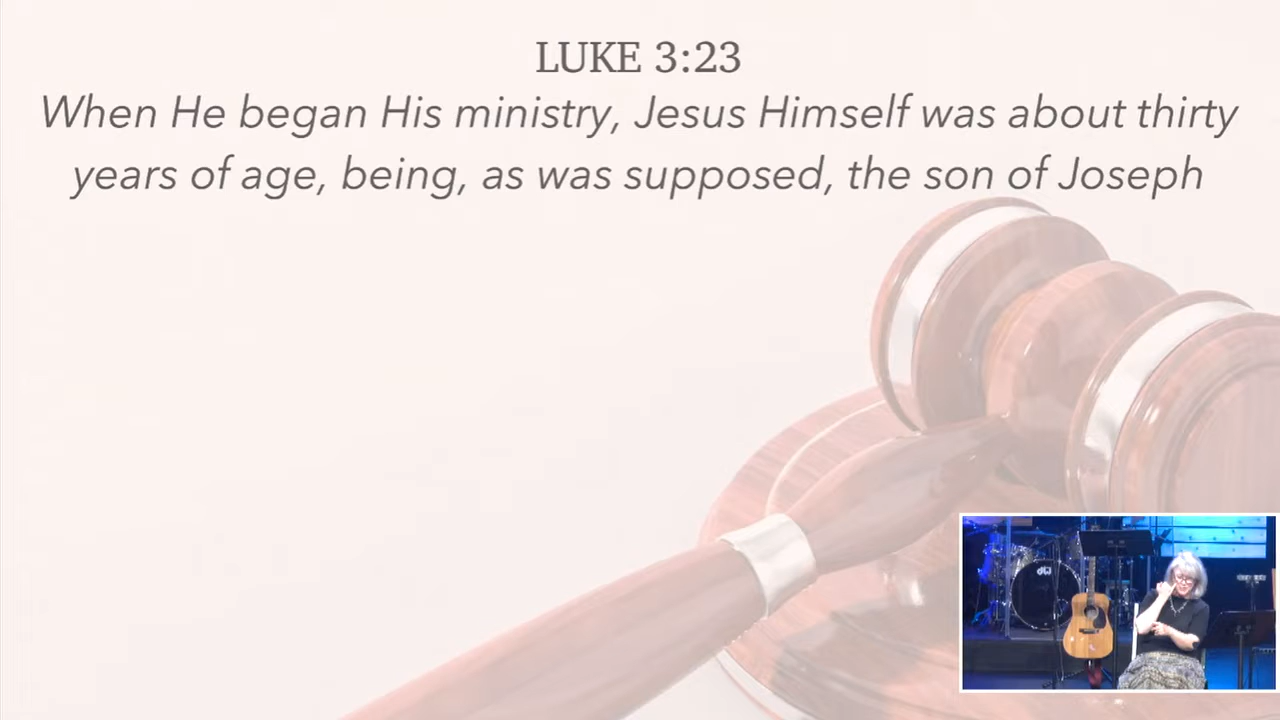 LUKE 3:23
When He began His ministry, Jesus Himself was about thirty
years of age, being, as was supposed, the son of Joseph
dw